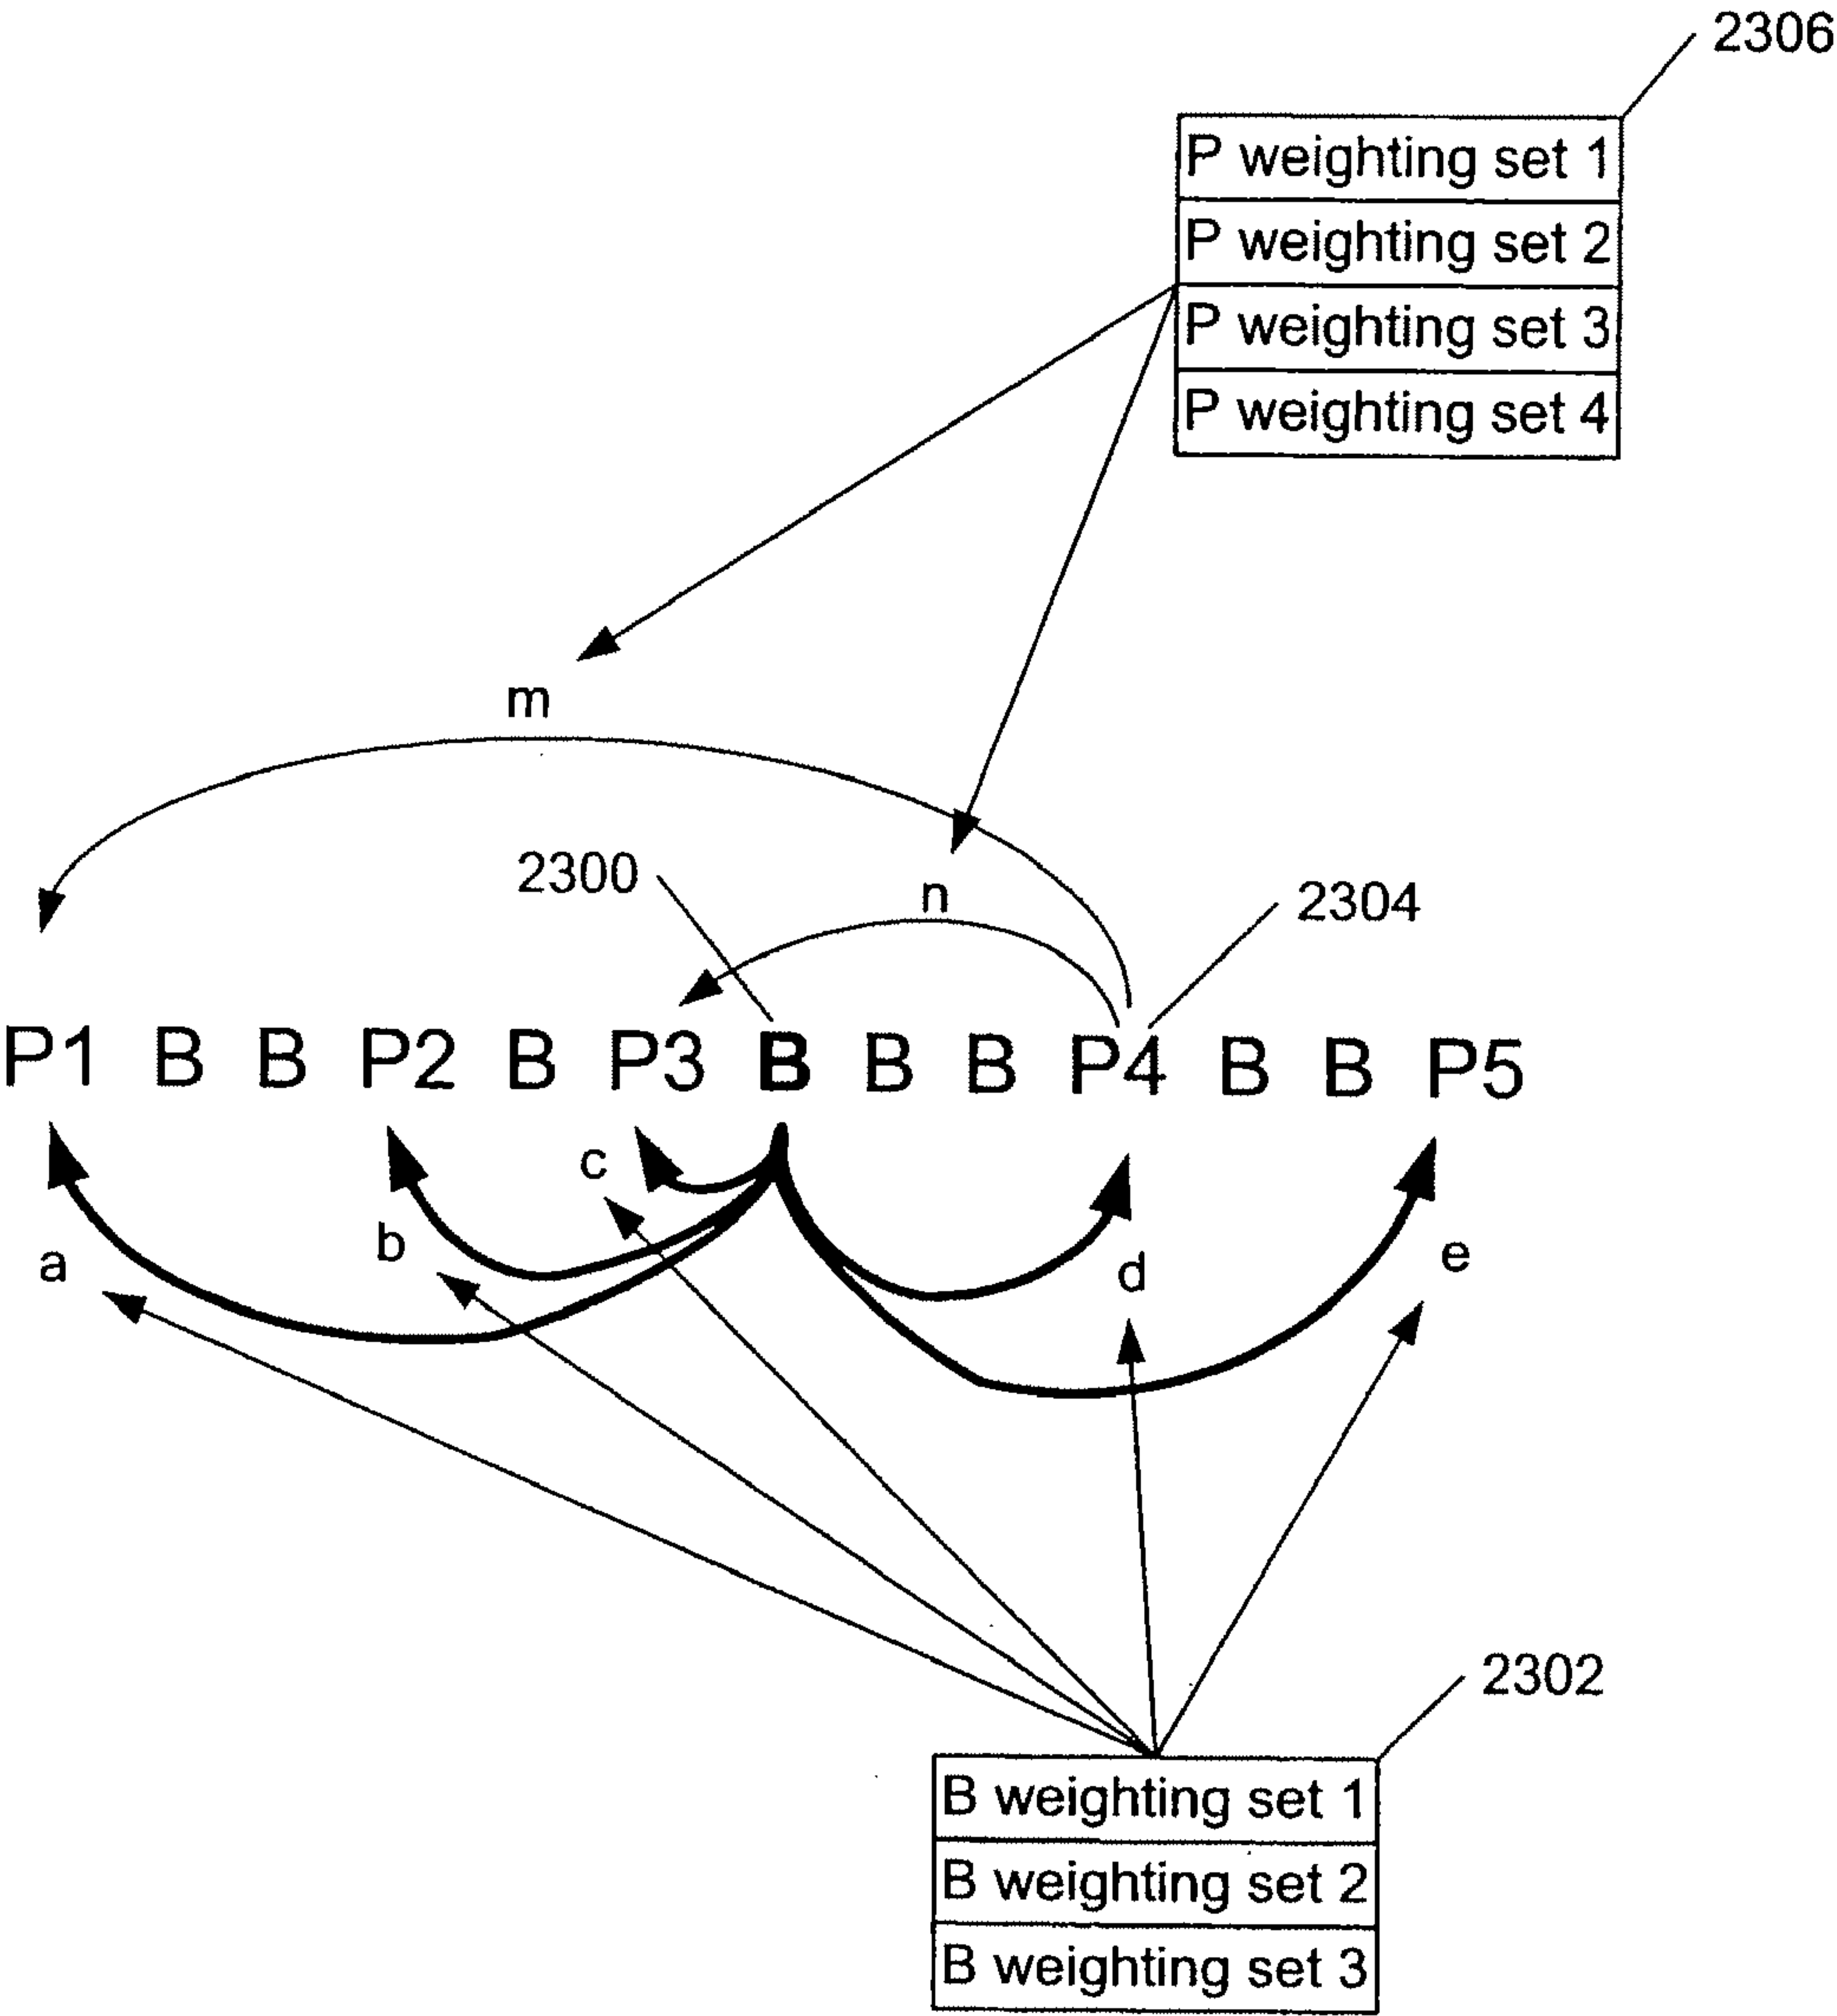 2306
P weighting set 1
P weighting set 2
P weighting set 3
P weighting set 4
m
2300
n
2304
P1 B B P2 B P3 B B B P4 B B P5
c
b
a
d
e
2302
B weighting set 1
B weighting set 2
B weighting set 3